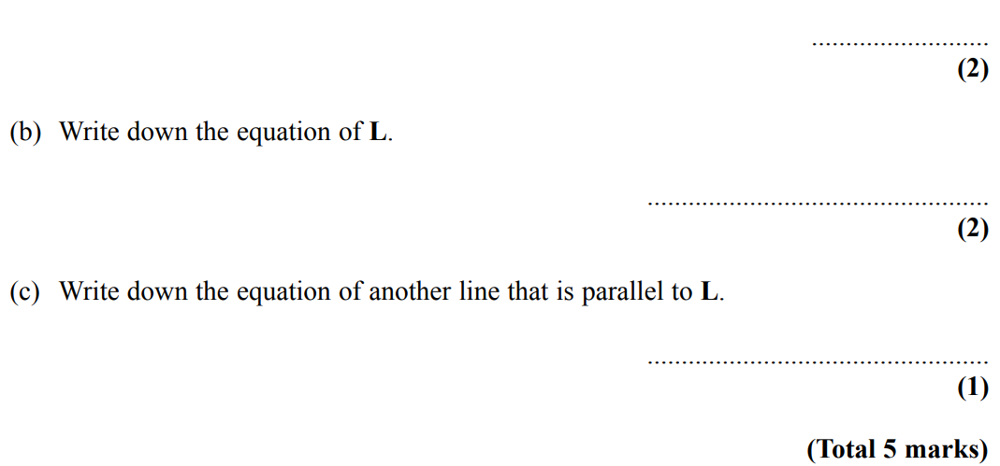 ..........................
(2)
(b) Write down the equation of L.
..................................................
(2)
(c) Write down the equation of another line that is parallel to L.
..................................................
(1)
(Total 5 marks)